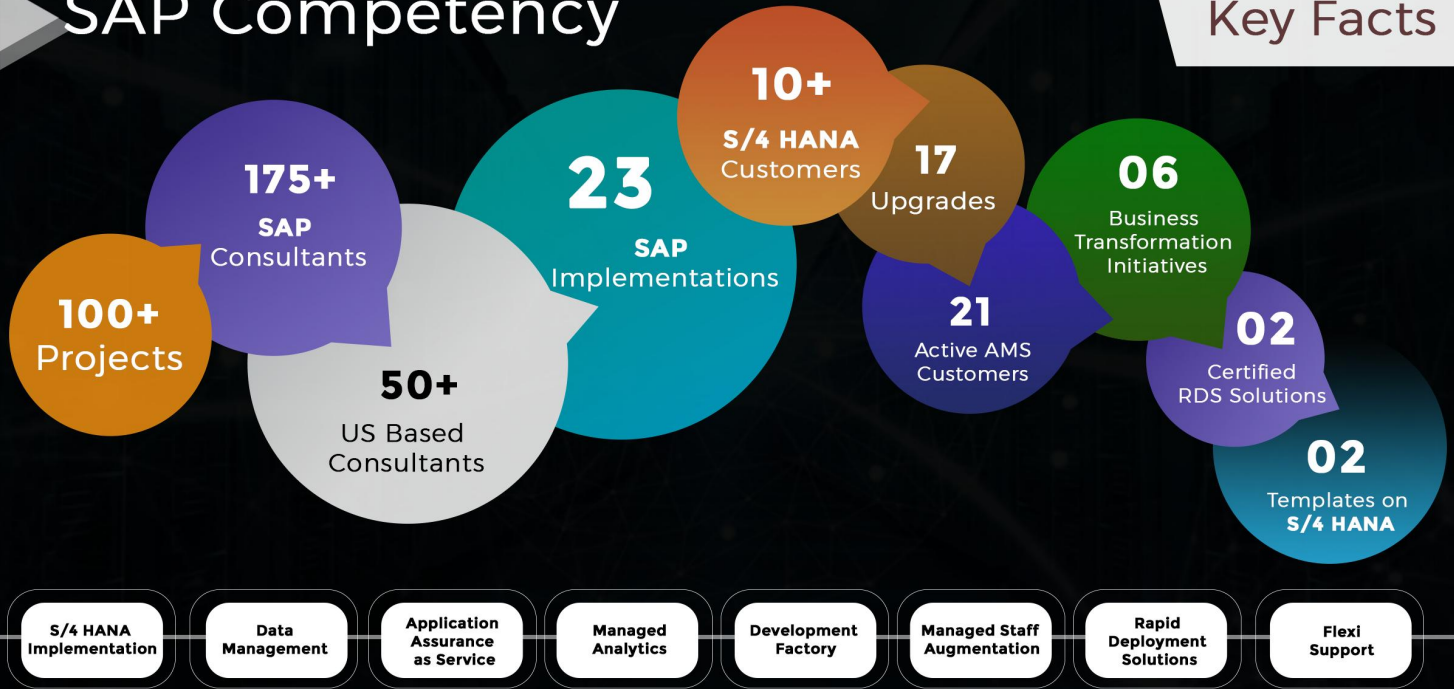 SAP Competency
Key Facts
100+
Projects
175+
SAP
Consultants
50+
US Based
Consultants
23
SAP
Implementations
10+
S/4 HANA
Customers
17
Upgrades
21
Active AMS
Customers
06
Business
Transformation
Initiatives
02
Certified
RDS Solutions
02
Templates on
S/4 HANA
S/4 HANA
Implementation
Data
Management
Application
Assurance
as Service
Managed
Analytics
Development
Factory
Managed Staff
Augmentation
Rapid
Deployment
Solutions
Flexi
Support